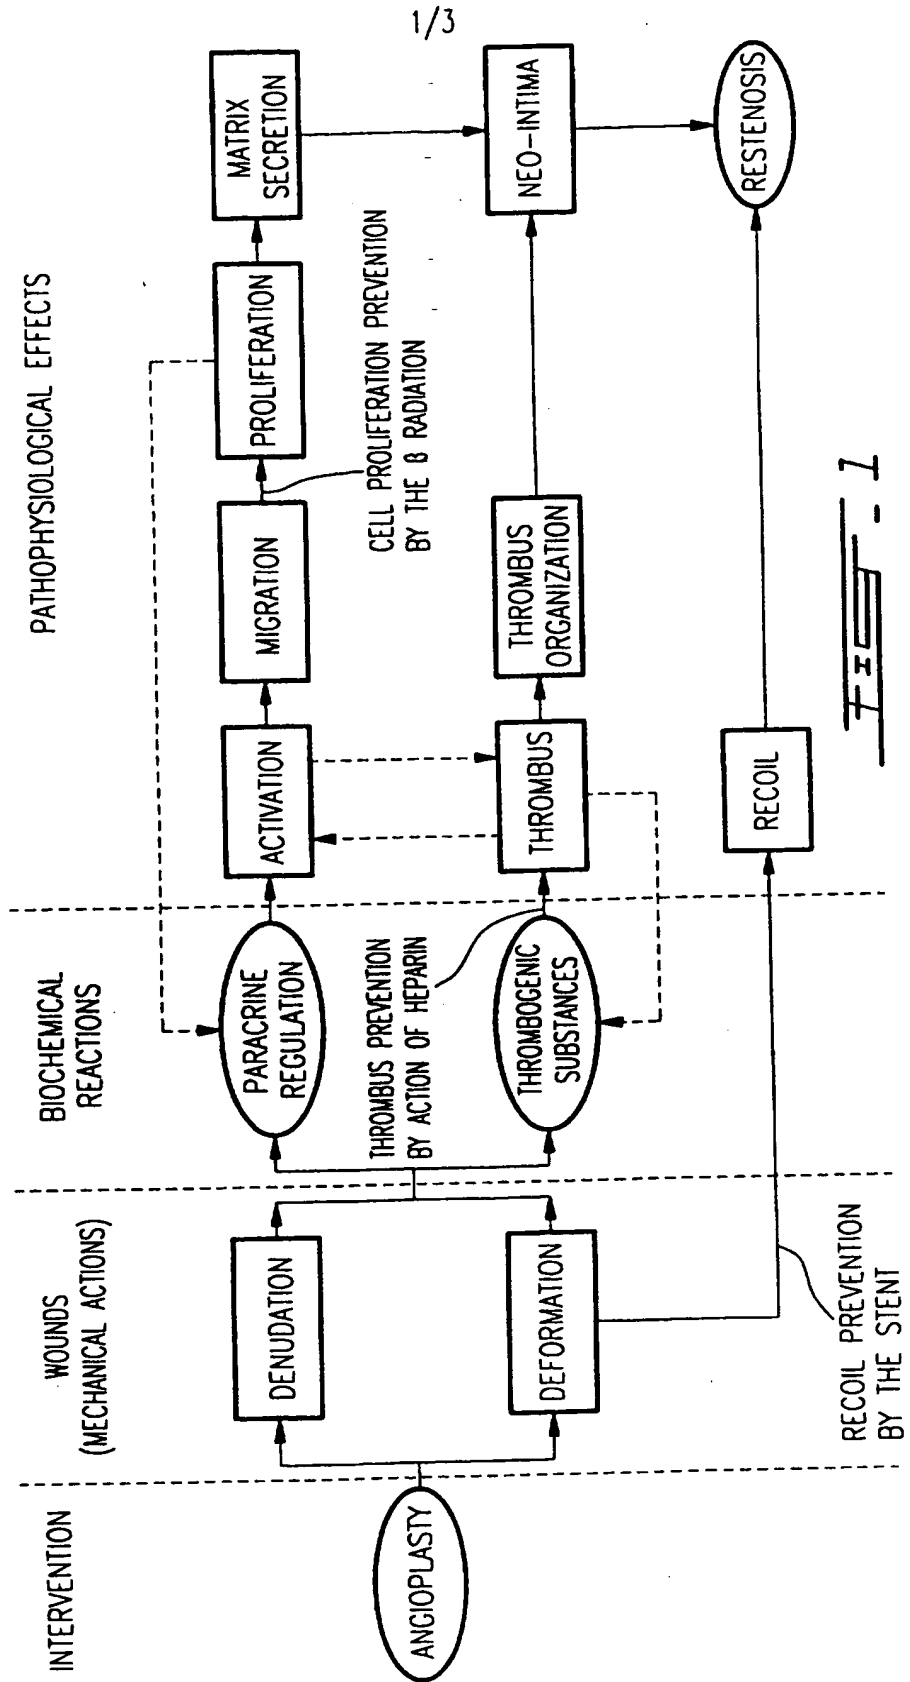 1/3
INTERVENTION
WOUNDS
(MECHANICAL ACTIONS)
BIOCHEMICAL
REACTIONS
PATHOPHYSIOLOGICAL EFFECTS
ANGIOPLASTY
DENUDATION
DEFORMATION
PARACRINE
REGULATION
THROMBUS PREVENTION
BY ACTION OF HEPARIN
THROMBOGENIC
SUBSTANCES
ACTIVATION
MIGRATION
PROLIFERATION
MATRIX
SECRETION
CELL PROLIFERATION PREVENTION
BY THE β RADIATION
THROMBUS
THROMBUS
ORGANIZATION
NEO-INTIMA
RECOIL
RESTENOSIS
RECOIL PREVENTION
BY THE STENT
FIG - 1